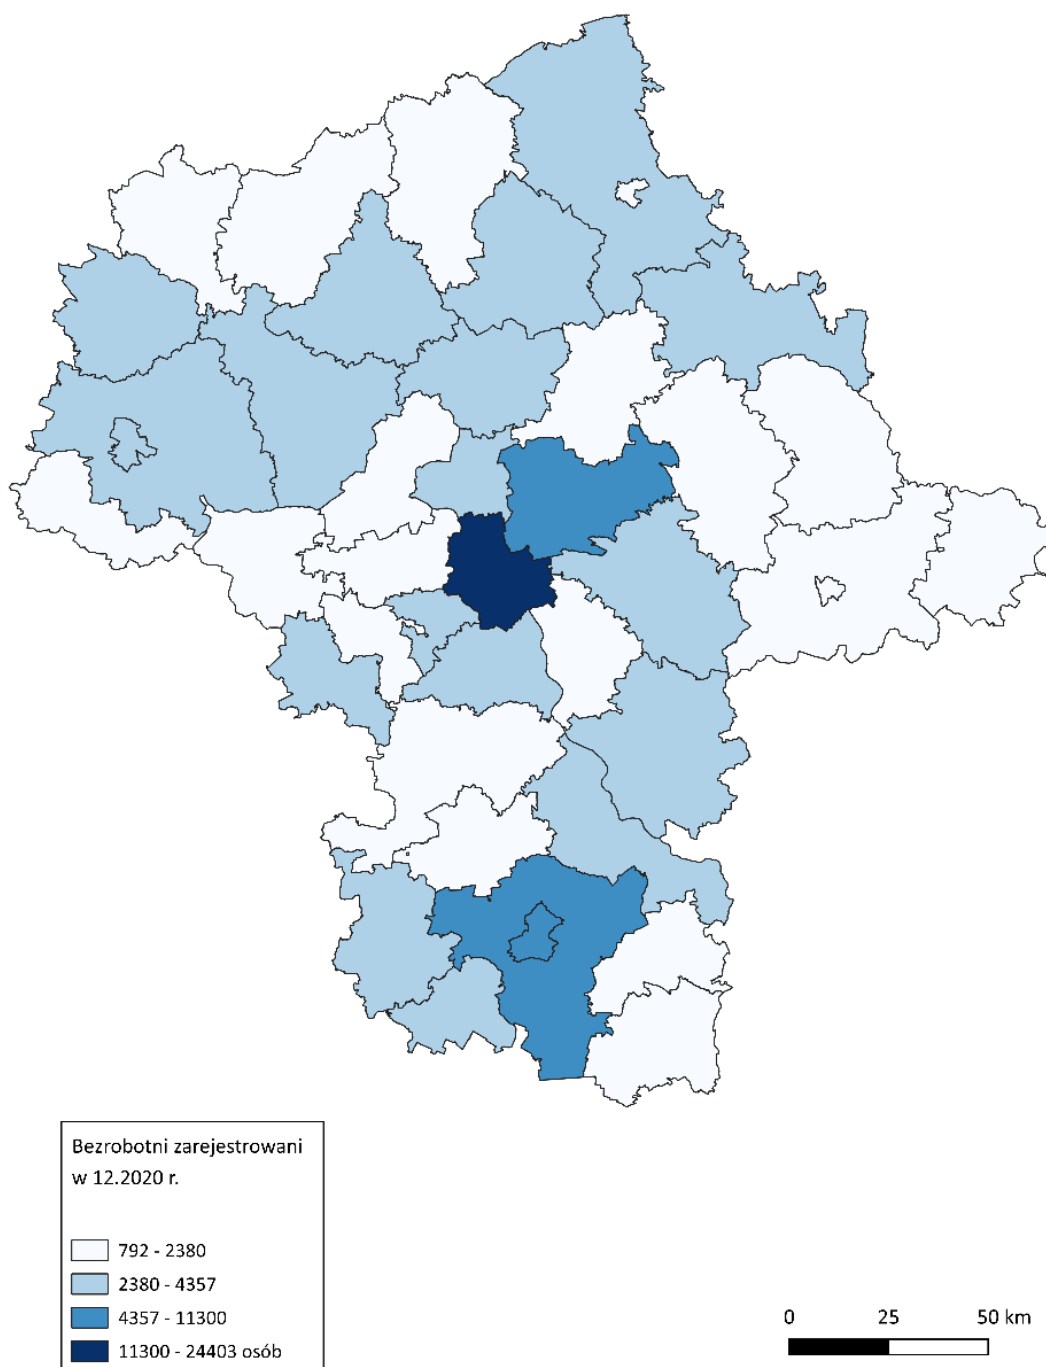 Bezrobotni zarejestrowani
w 12.2020 r.
792 - 2380
2380 - 4357
4357 - 11300
11300 - 24403 osób
0 25 50 km